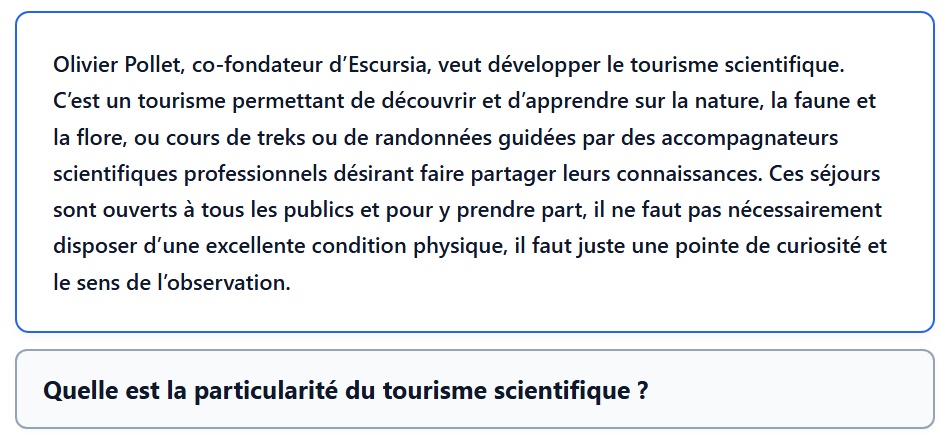 Olivier Pollet, co-fondateur d’Escursia, veut développer le tourisme scientifique.
C’est un tourisme permettant de découvrir et d’apprendre sur la nature, la faune et
la flore, ou cours de treks ou de randonnées guidées par des accompagnateurs
scientifiques professionnels désirant faire partager leurs connaissances. Ces séjours
sont ouverts à tous les publics et pour y prendre part, il ne faut pas nécessairement
disposer d’une excellente condition physique, il faut juste une pointe de curiosité et
le sens de l’observation.
Quelle est la particularité du tourisme scientifique ?